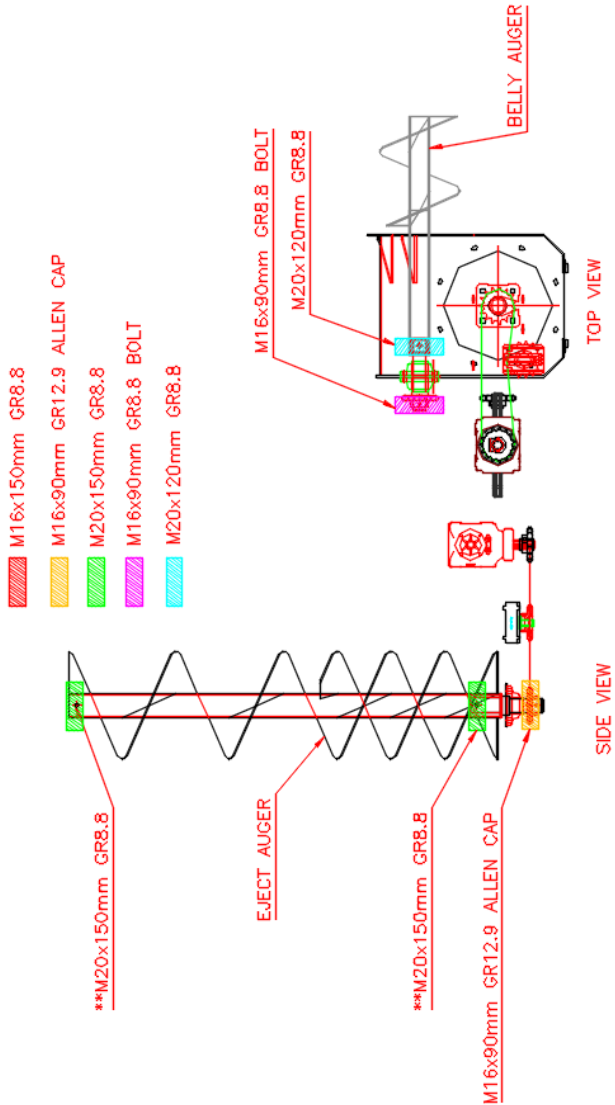 M16x150mm GR8.8
M16x90mm GR12.9 ALLEN CAP
M20x150mm GR8.8
M16x90mm GR8.8 BOLT
M20x120mm GR8.8
**M20x150mm GR8.8
EJECT AUGER
**M20x150mm GR8.8
M16x90mm GR12.9 ALLEN CAP
SIDE VIEW
M16x90mm GR8.8 BOLT
M20x120mm GR8.8
BELLY AUGER
TOP VIEW